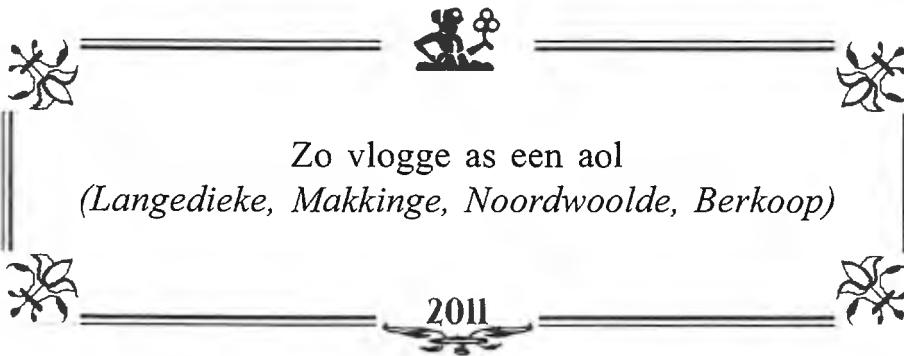 Zo vlogge as een aol
(Langedieke, Makkinge, Noordwoolde, Berkoop)
2011